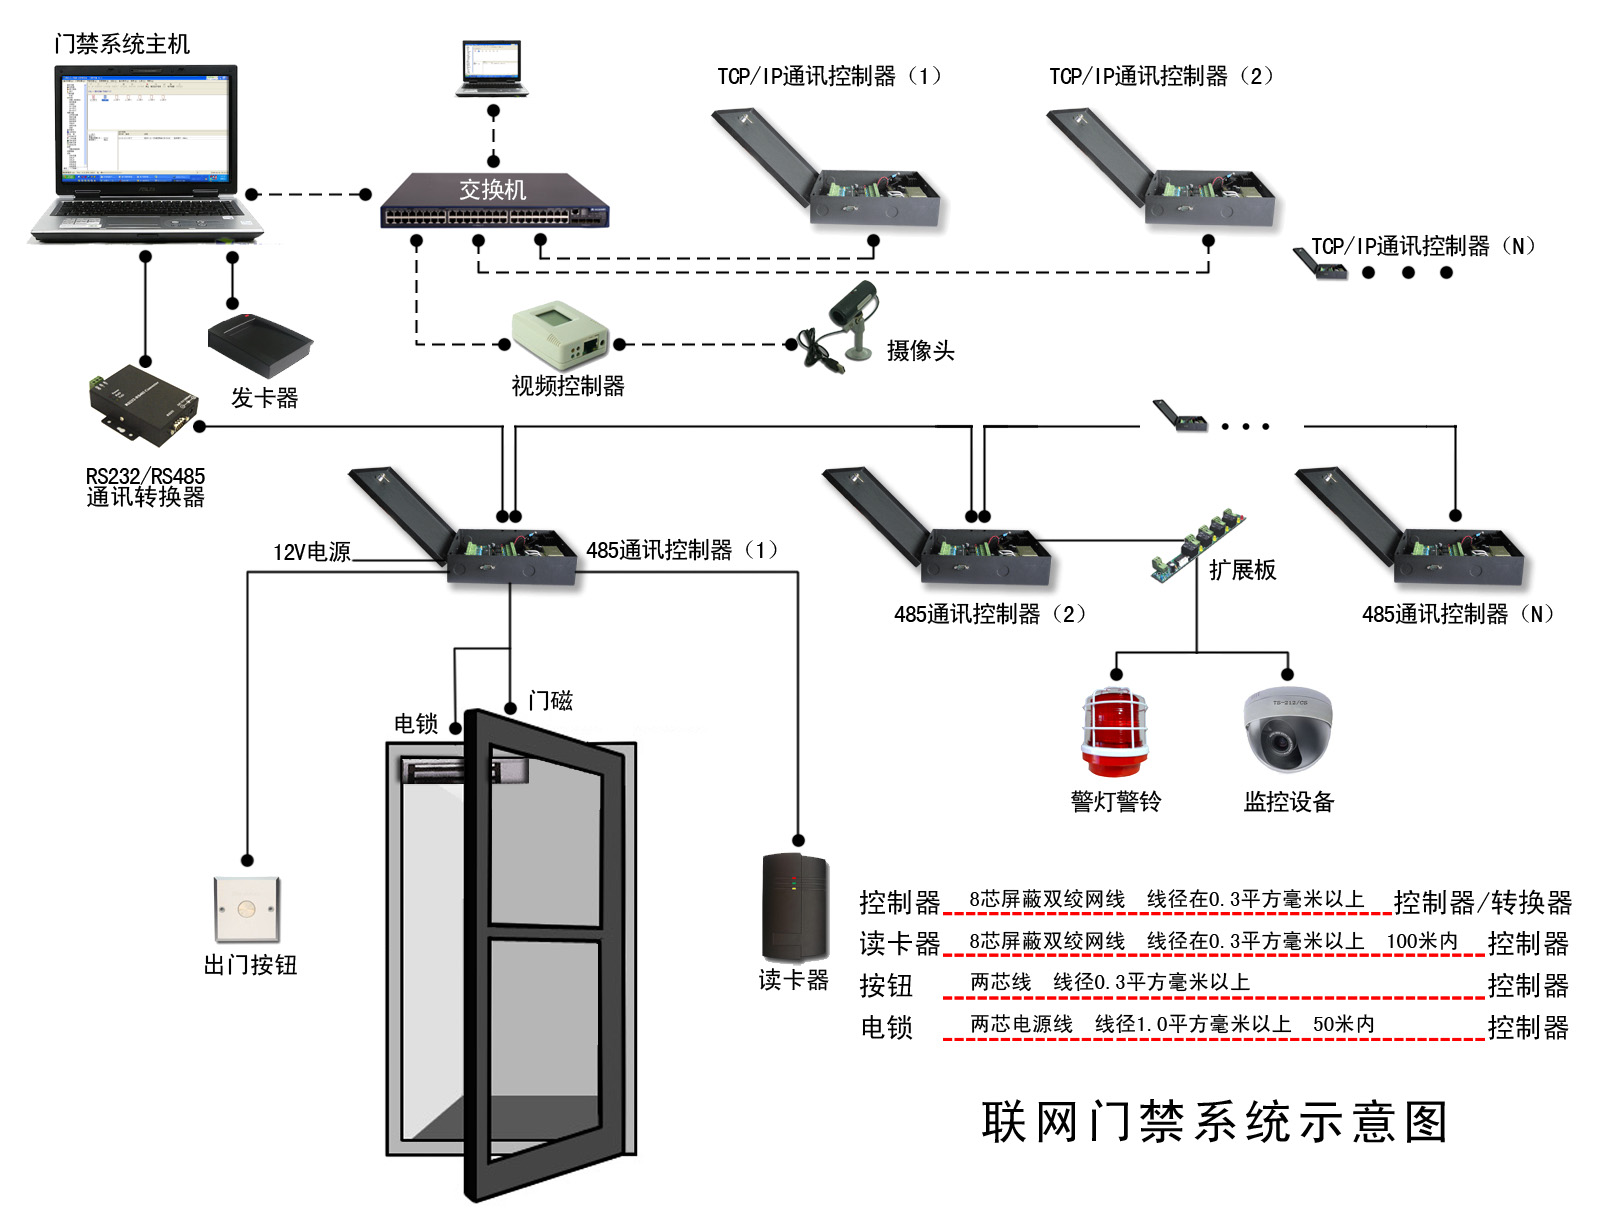 门禁系统主机
TCP/IP通讯控制器（1）
TCP/IP通讯控制器（2）
交换机
TCP/IP通讯控制器（N）
发卡器
视频控制器
摄像头
RS232/RS485
通讯转换器
12V电源
485通讯控制器（1）
485通讯控制器（2）
扩展板
485通讯控制器（N）
门磁
电锁
TS-212/CS
警灯警铃
监控设备
出门按钮
读卡器
控制器 8芯屏蔽双绞网线 线径在0.3平方毫米以上 控制器/转换器
读卡器 8芯屏蔽双绞网线 线径在0.3平方毫米以上 100米内 控制器
按钮 两芯线 线径0.3平方毫米以上 控制器
电锁 两芯电源线 线径1.0平方毫米以上 50米内 控制器
联网门禁系统示意图